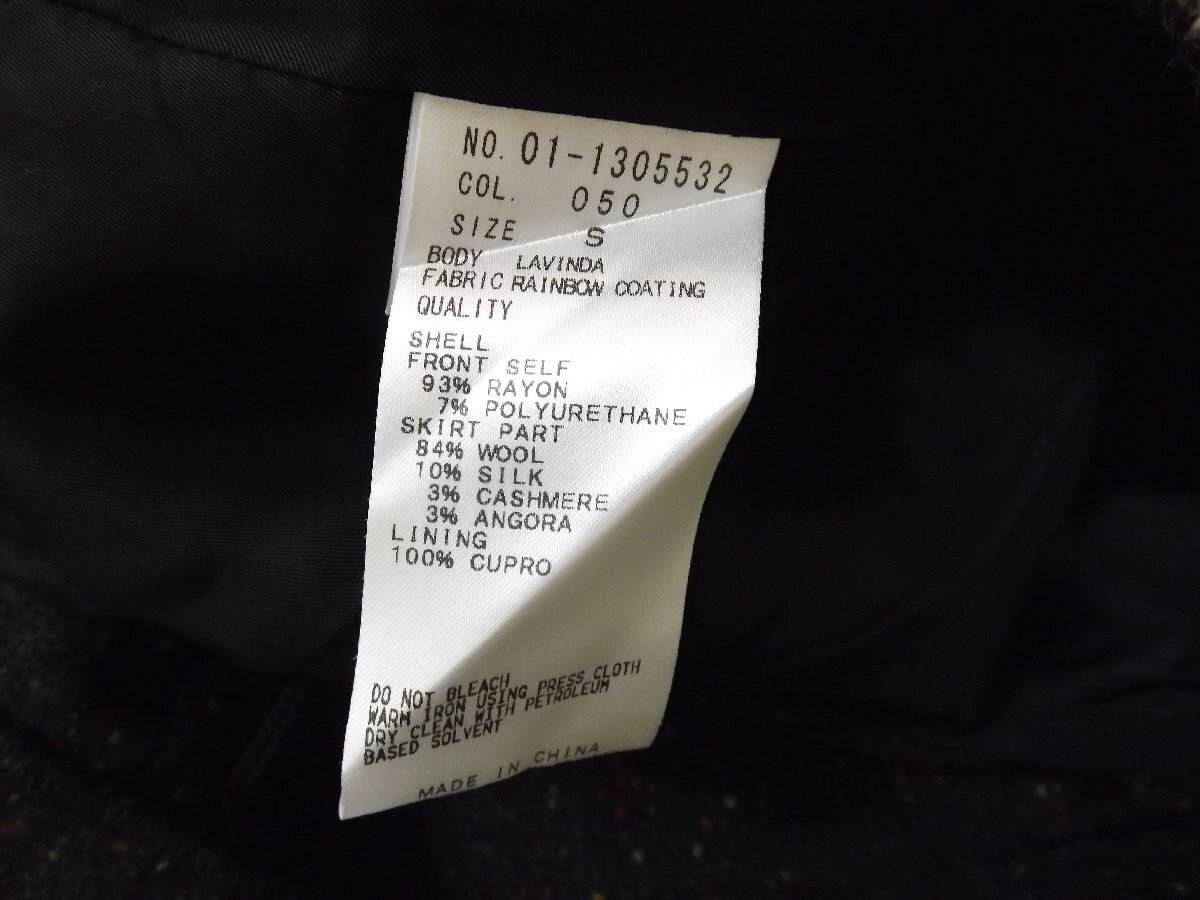 NO. 01-1305532
COL. 050
SIZE S
BODY LAVINDA
FABRIC RAINBOW COATING
QUALITY
SHELL
FRONT SELF
93% RAYON
7% POLYURETHANE
SKIRT PART
84% WOOL
10% SILK
3% CASHMERE
3% ANGORA
LINING
100% CUPRO
DO NOT BLEACH
WARM IRON USING PRESS CLOTH
DRY CLEAN WITH PETROLEUM
BASED SOLVENT
MADE IN CHINA